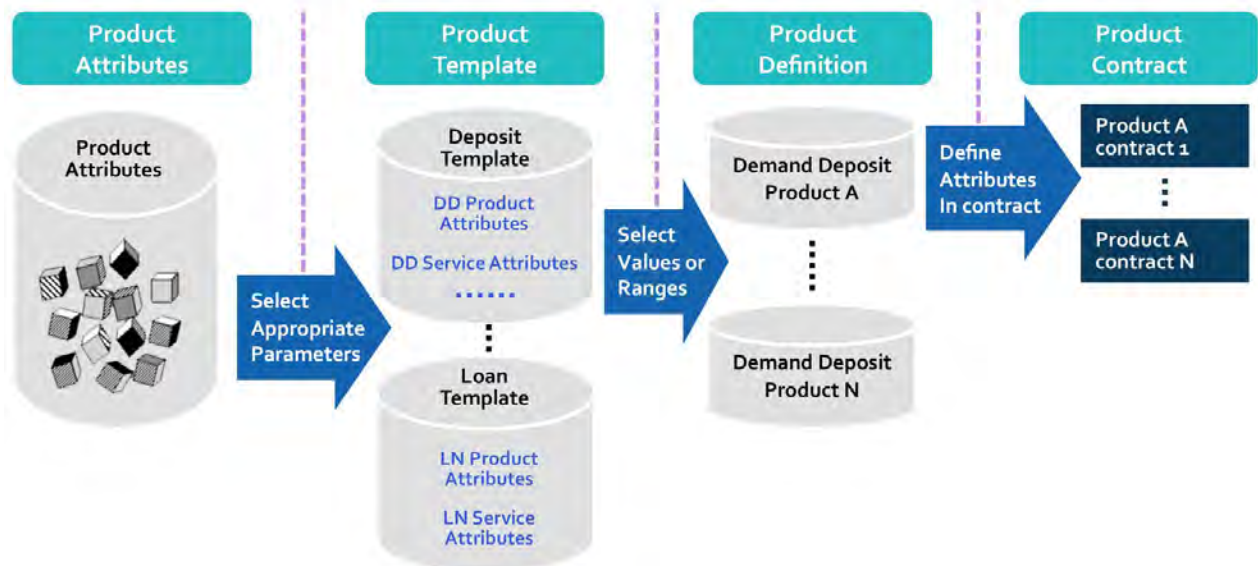 Product
Attributes
Product
Template
Product
Definition
Product
Contract
Product
Attributes
Select
Appropriate
Parameters
Deposit
Template
DD Product
Attributes
DD Service Attributes
Loan
Template
LN Product
Attributes
LN Service
Attributes
Select
Values or
Ranges
Demand Deposit
Product A
Demand Deposit
Product N
Define
Attributes
In contract
Product A
contract 1
Product A
contract N